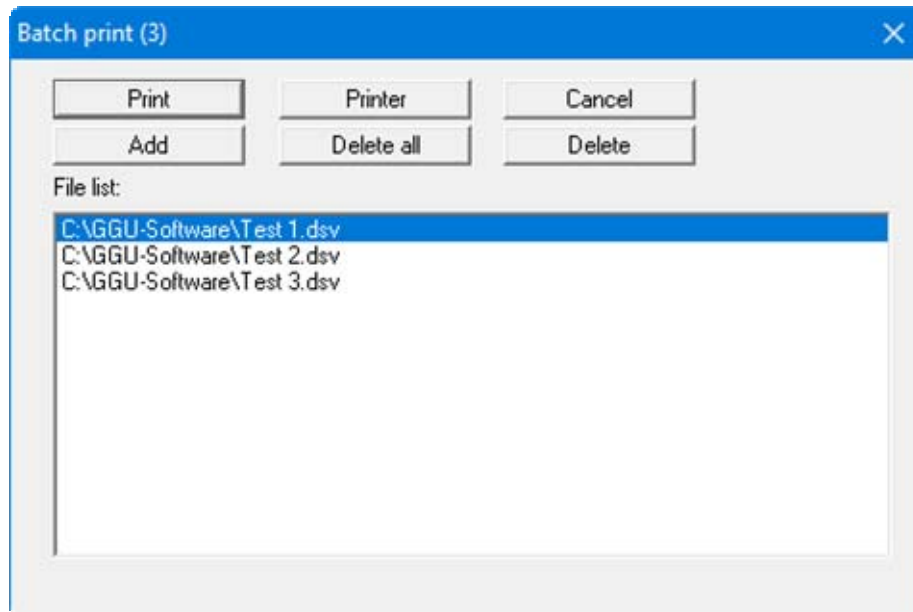 Batch print (3)
Print Printer Cancel
Add Delete all Delete
File list:
C:\GGU-Software\Test 1.dsv
C:\GGU-Software\Test 2.dsv
C:\GGU-Software\Test 3.dsv